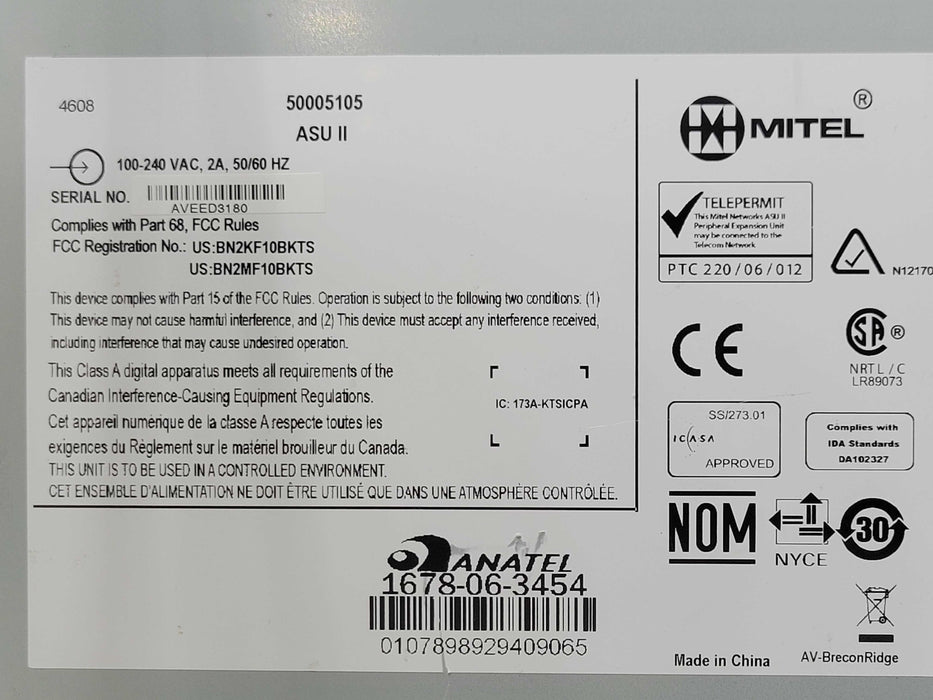 4608
50005105
ASU II
100-240 VAC, 2A, 50/60 HZ
SERIAL NO.
AVEED3180
Complies with Part 68, FCC Rules
FCC Registration No.: US:BN2KF10BKTS
US:BN2MF10BKTS
This device complies with Part 15 of the FCC Rules. Operation is subject to the following two conditions: (1)
This device may not cause harmful interference, and (2) This device must accept any interference received,
including interference that may cause undesired operation.
This Class A digital apparatus meets all requirements of the
Canadian Interference-Causing Equipment Regulations.
Cet appareil numérique de la classe A respecte toutes les
exigences du Règlement sur le matériel brouilleur du Canada.
IC: 173A-KTSICPA
THIS UNIT IS TO BE USED IN A CONTROLLED ENVIRONMENT.
CET ENSEMBLE D'ALIMENTATION NE DOIT ÊTRE UTILISÉ QUE DANS UNE ATMOSPHÈRE CONTRÔLÉE.
ANATEL
1678-06-3454
0107898929409065
MITEL ®
TELEPERMIT
This Mitel Networks ASU II
Peripheral Expansion Unit
may be connected to the
Telecom Network.
PTC 220/06/012
N12170
CE
SA ®
NRTL/C
LR89073
SS/273.01
ICASA
APPROVED
Complies with
IDA Standards
DA102327
NOM
NYCE
30
Made in China
AV-BreconRidge